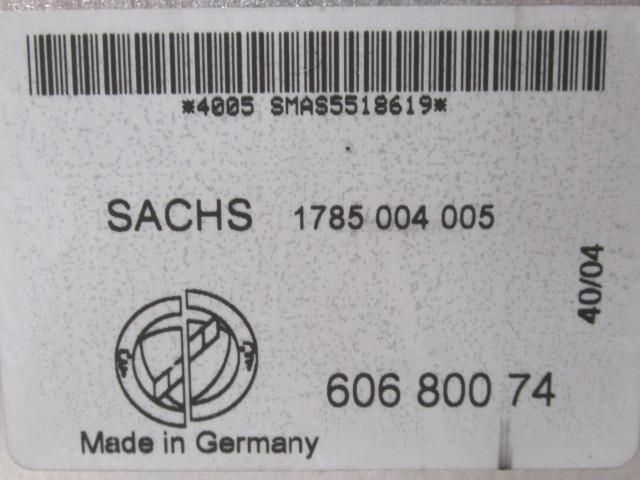 *4005 SMAS5518619*
SACHS 1785 004 005
40/04
606 800 74
Made in Germany